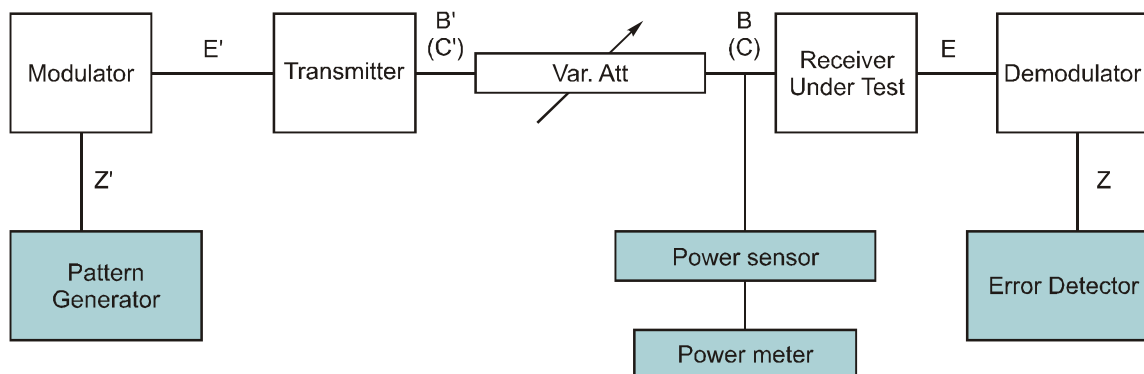 B'
(C')
B
(C)
E'
E
Modulator
Transmitter
Var. Att
Receiver
Under Test
Demodulator
Z'
Z
Pattern
Generator
Power sensor
Error Detector
Power meter